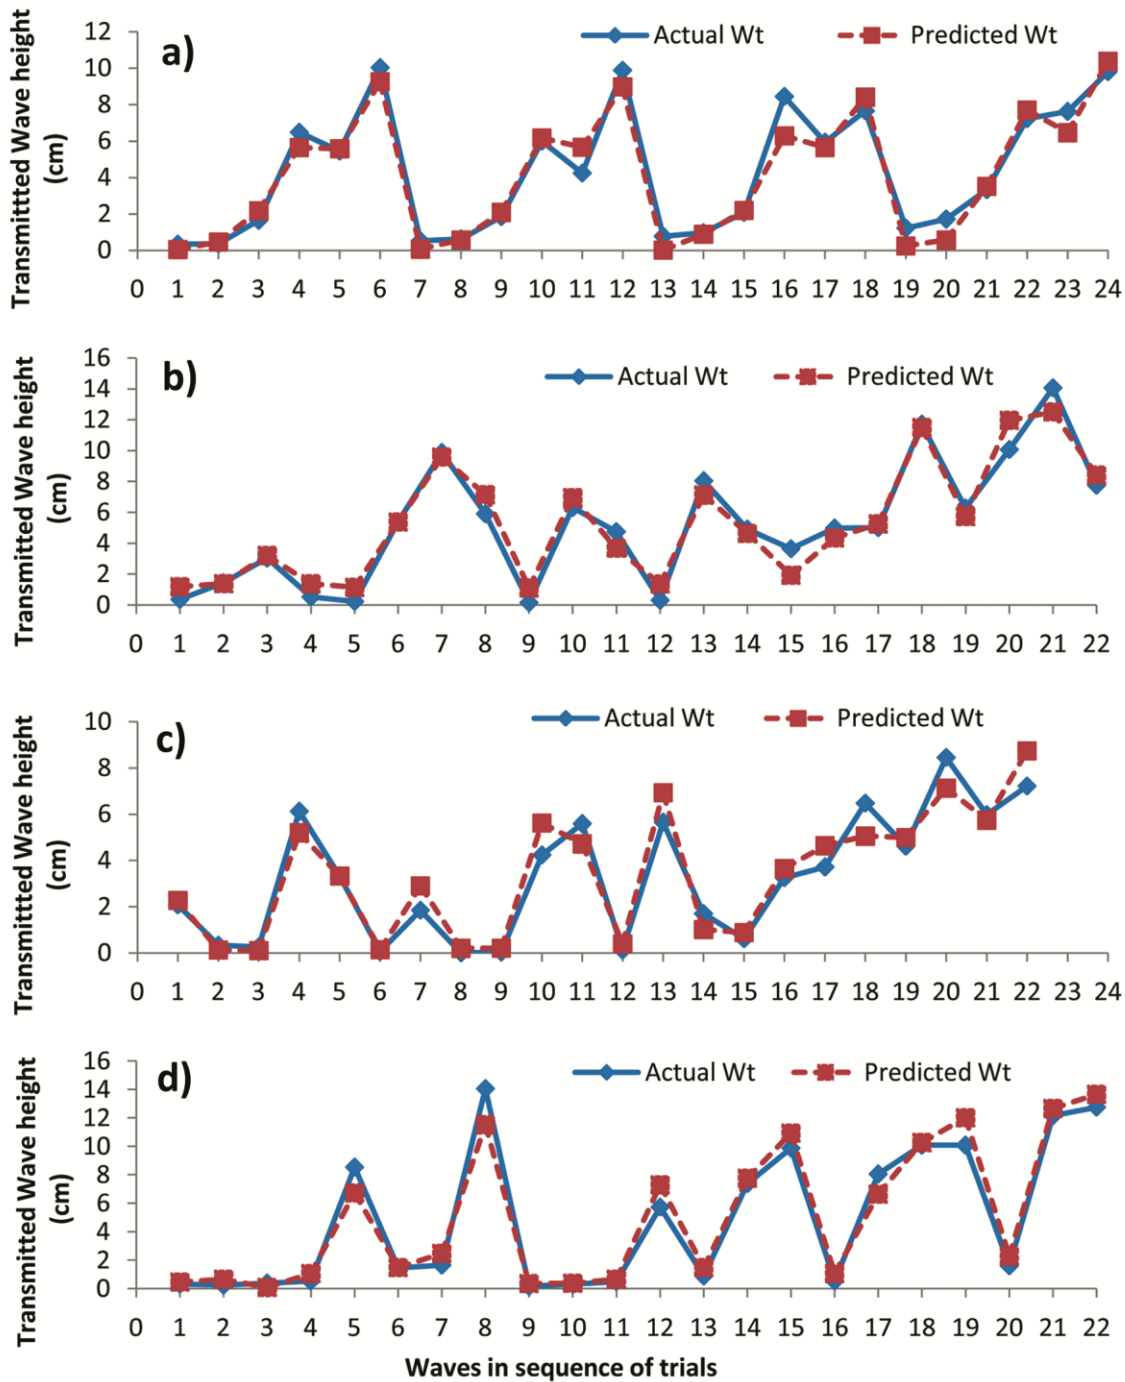 a)
Actual Wt Predicted Wt
Transmittted Wave height
(cm)
12
10
8
6
4
2
0
0 1 2 3 4 5 6 7 8 9 10 11 12 13 14 15 16 17 18 19 20 21 22 23 24
b)
Actual Wt Predicted Wt
Transmitted Wave height
(cm)
16
14
12
10
8
6
4
2
0
0 1 2 3 4 5 6 7 8 9 10 11 12 13 14 15 16 17 18 19 20 21 22
c)
Actual Wt Predicted Wt
Transmittted Wave height
(cm)
10
8
6
4
2
0
0 1 2 3 4 5 6 7 8 9 10 11 12 13 14 15 16 17 18 19 20 21 22 23 24
d)
Actual Wt Predicted Wt
Transmitted Wave height
(cm)
16
14
12
10
8
6
4
2
0
0 1 2 3 4 5 6 7 8 9 10 11 12 13 14 15 16 17 18 19 20 21 22
Waves in sequence of trials